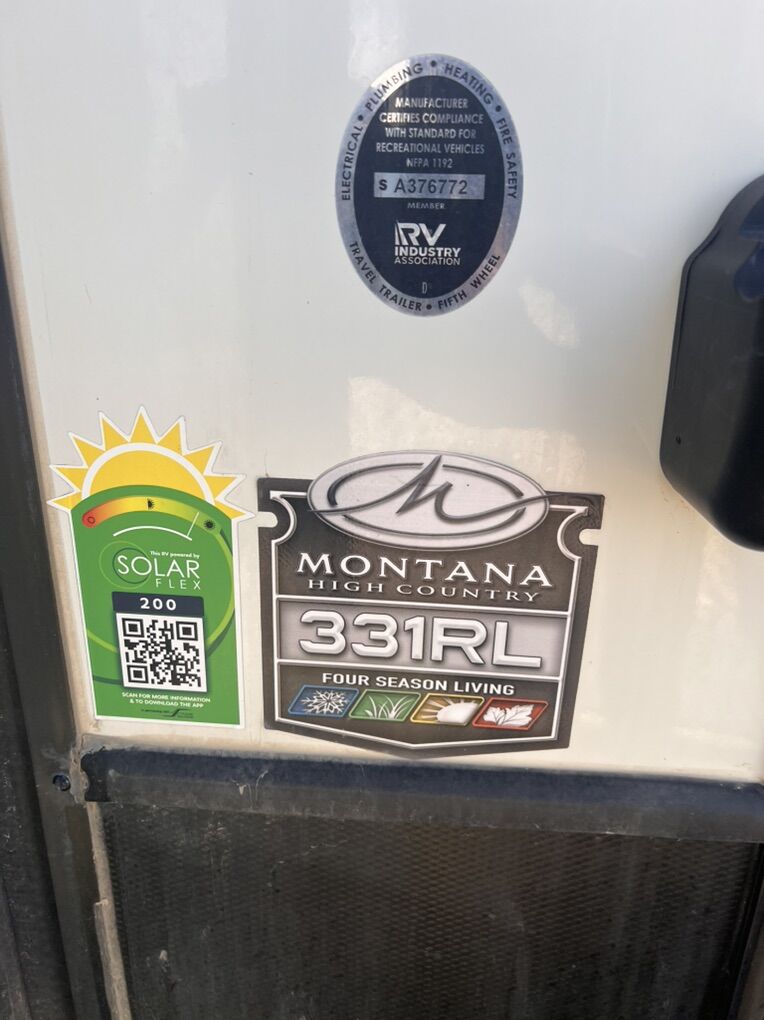 ELECTRICAL • PLUMBING • HEATING • FIRE SAFETY
MANUFACTURER
CERTIFIES COMPLIANCE
WITH STANDARD FOR
RECREATIONAL VEHICLES
NFPA 1192
S A376772
MEMBER
RV
INDUSTRY
ASSOCIATION
D
TRAVEL TRAILER • FIFTH WHEEL
This RV powered by
SOLAR
FLEX
200
SCAN FOR MORE INFORMATION
& TO DOWNLOAD THE APP
M
MONTANA
HIGH COUNTRY
331RL
FOUR SEASON LIVING